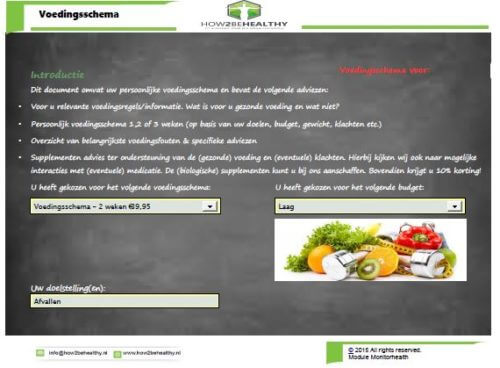 Voedingsschema
HOW2BEHEALTHY
Introductie
Voedingsschema voor:
Dit document omvat uw persoonlijke voedingsschema en bevat de volgende adviezen:
• Voor u relevante voedingsregels/informatie. Wat is voor u gezonde voeding en wat niet?
• Persoonlijk voedingsschema 1,2 of 3 weken (op basis van uw doelen, budget, gewicht, klachten etc.)
• Overzicht van belangrijkste voedingsfouten & specifieke adviezen
• Supplementen advies ter ondersteuning van de (gezonde) voeding en (eventuele) klachten. Hierbij kijken wij ook naar mogelijke
interacties met (eventuele) medicatie. De (biologische) supplementen kunt u bij ons aanschaffen. Bovendien krijgt u 10% korting!
U heeft gekozen voor het volgende voedingsschema:
U heeft gekozen voor het volgende budget:
Voedingsschema - 2 weken €89,95
Laag
Uw doelstelling(en):
Afvallen
info@how2behealthy.nl
www.how2behealthy.nl
© 2015 All rights reserved.
Module Monitorhealth